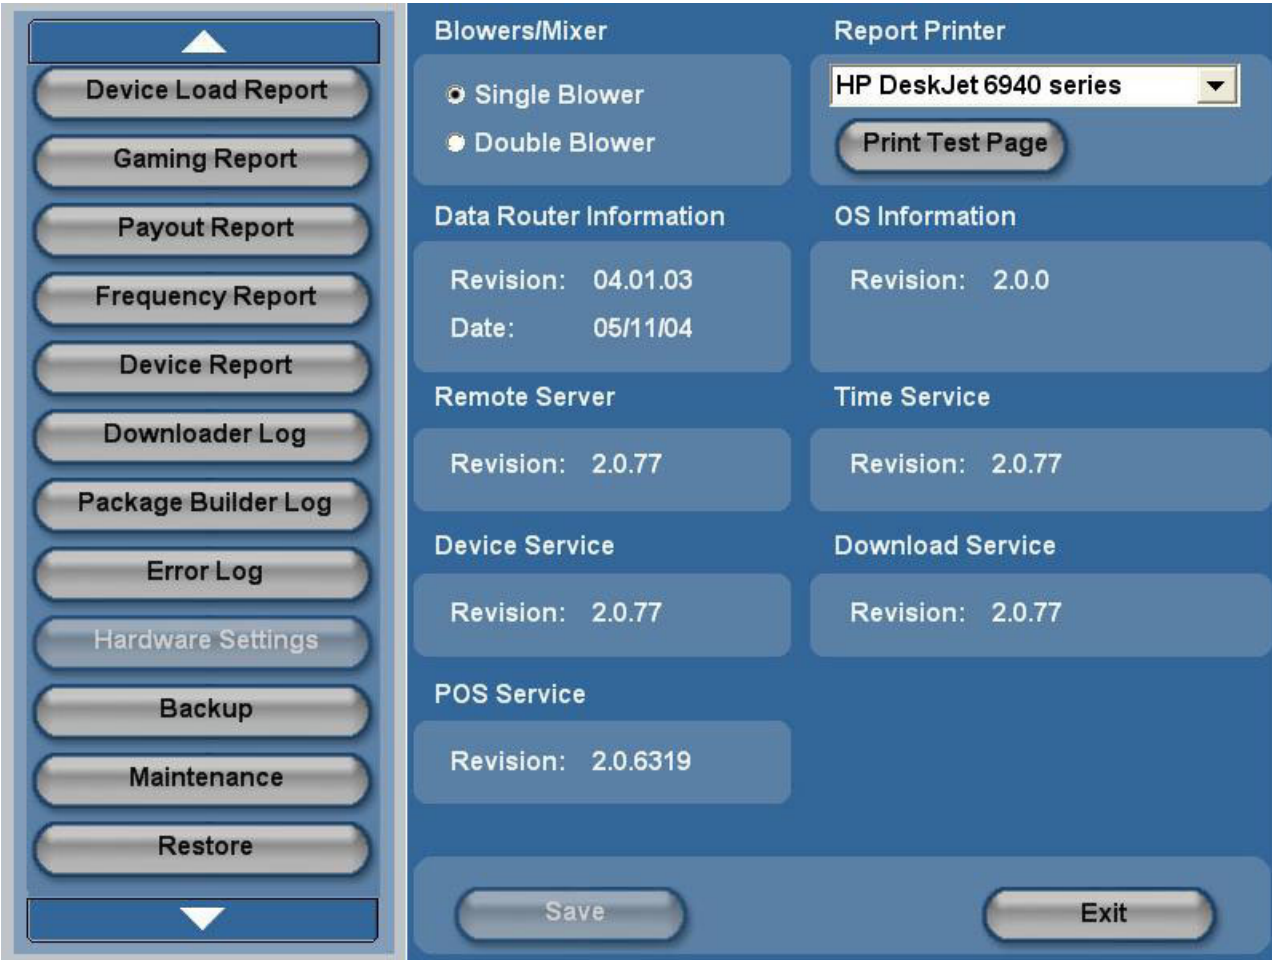 Device Load Report
Gaming Report
Payout Report
Frequency Report
Device Report
Downloader Log
Package Builder Log
Error Log
Hardware Settings
Backup
Maintenance
Restore
Blowers/Mixer
Single Blower
Double Blower
Report Printer
HP DeskJet 6940 series
Print Test Page
Data Router Information
Revision: 04.01.03
Date: 05/11/04
OS Information
Revision: 2.0.0
Remote Server
Revision: 2.0.77
Time Service
Revision: 2.0.77
Device Service
Revision: 2.0.77
Download Service
Revision: 2.0.77
POS Service
Revision: 2.0.6319
Save
Exit